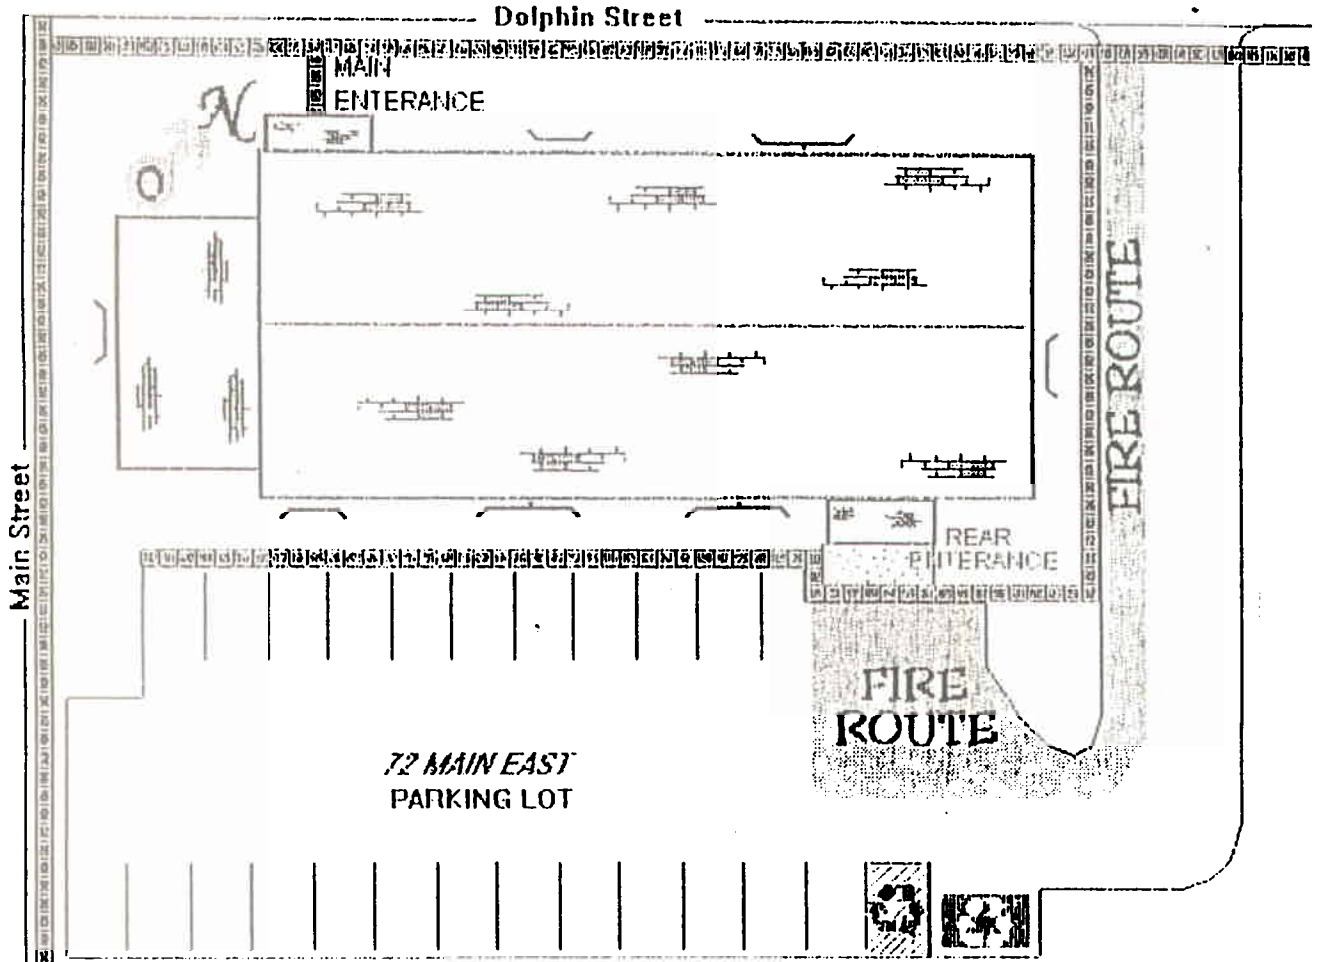 Dolphin Street
MAIN
ENTERANCE
N
Main Street
FIRE ROUTE
REAR
ENTERANCE
FIRE
ROUTE
72 MAIN EAST
PARKING LOT